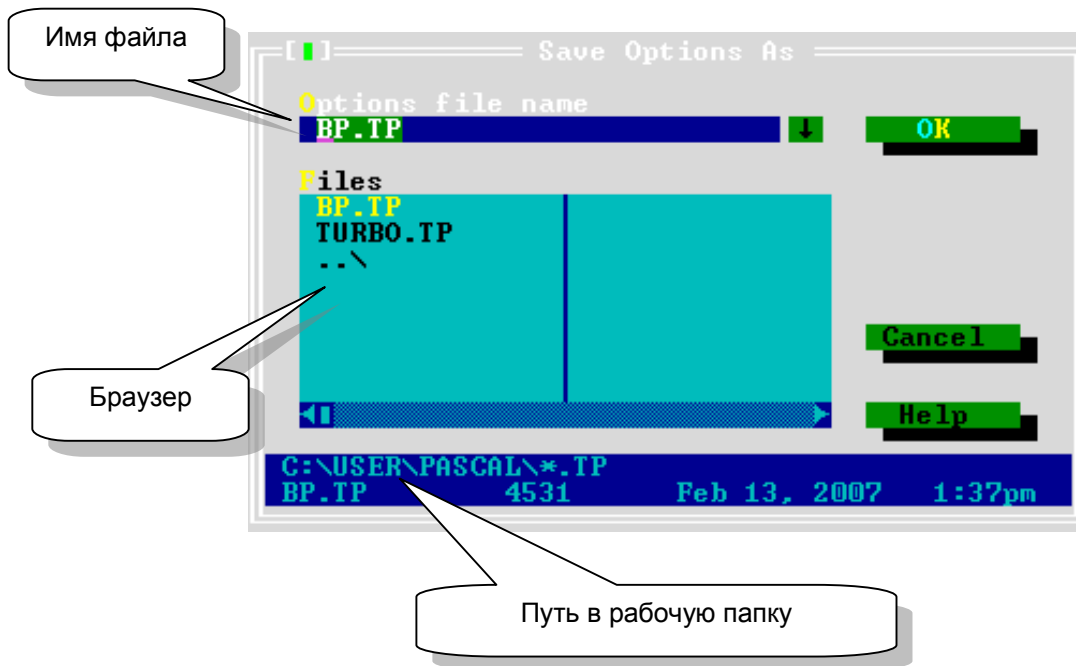 Имя файла
Save Options As
Options file name
BP.TP
OK
Files
BP.TP
TURBO.TP
..\
Cancel
Браузер
Help
C:\USER\PASCAL\*.TP
BP.TP 4531 Feb 13, 2007 1:37pm
Путь в рабочую папку